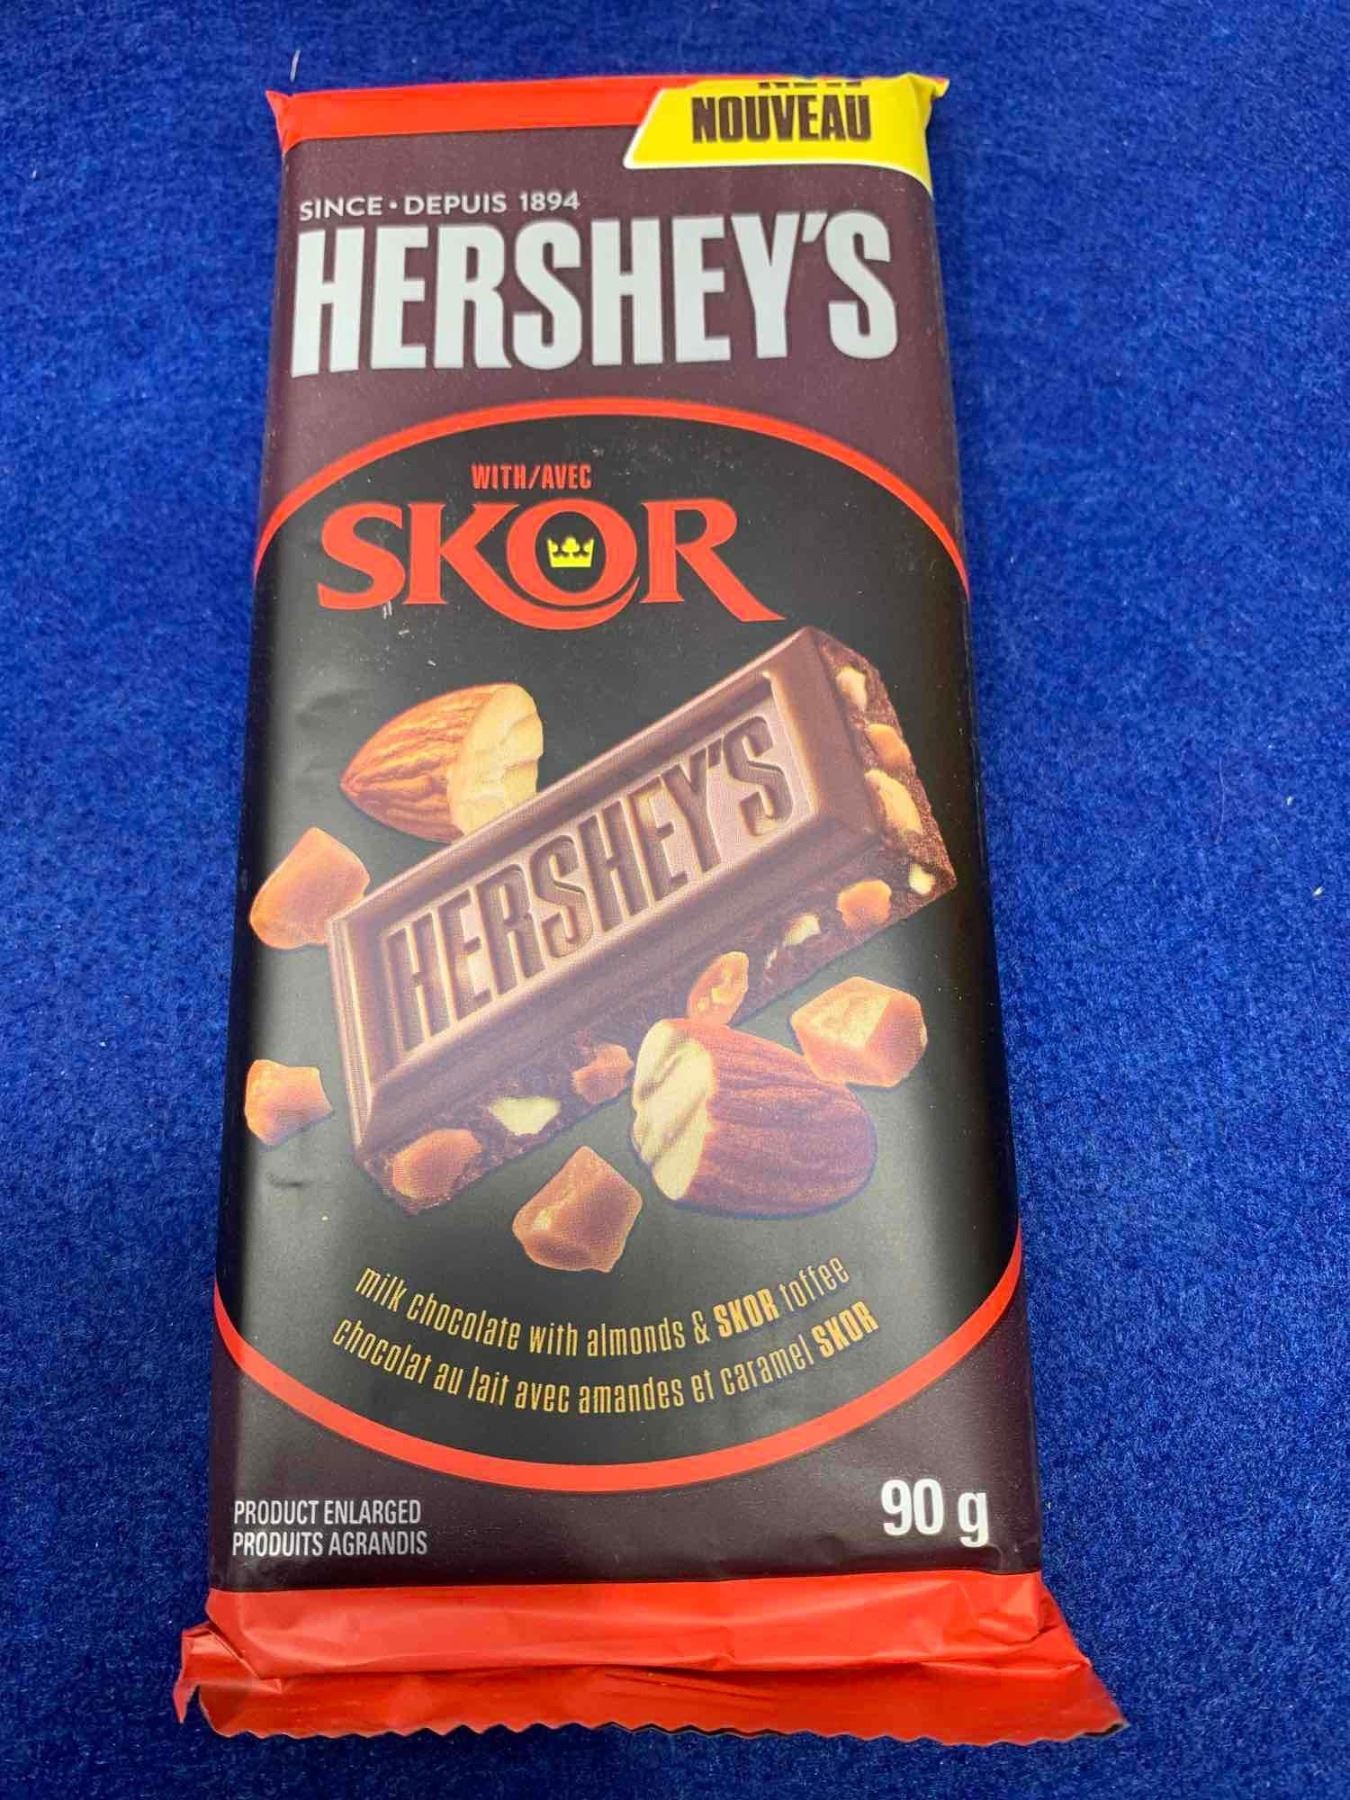 NOUVEAU
SINCE • DEPUIS 1894
HERSHEY'S
WITH/AVEC
SKOR
HERSHEY'S
milk chocolate with almonds & SKOR toffee
chocolat au lait avec amandes et caramel SKOR
PRODUCT ENLARGED
PRODUITS AGRANDIS
90 g